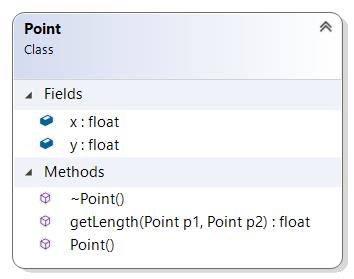 Point
Class
Fields
x : float
y : float
Methods
~Point()
getLength(Point p1, Point p2) : float
Point()